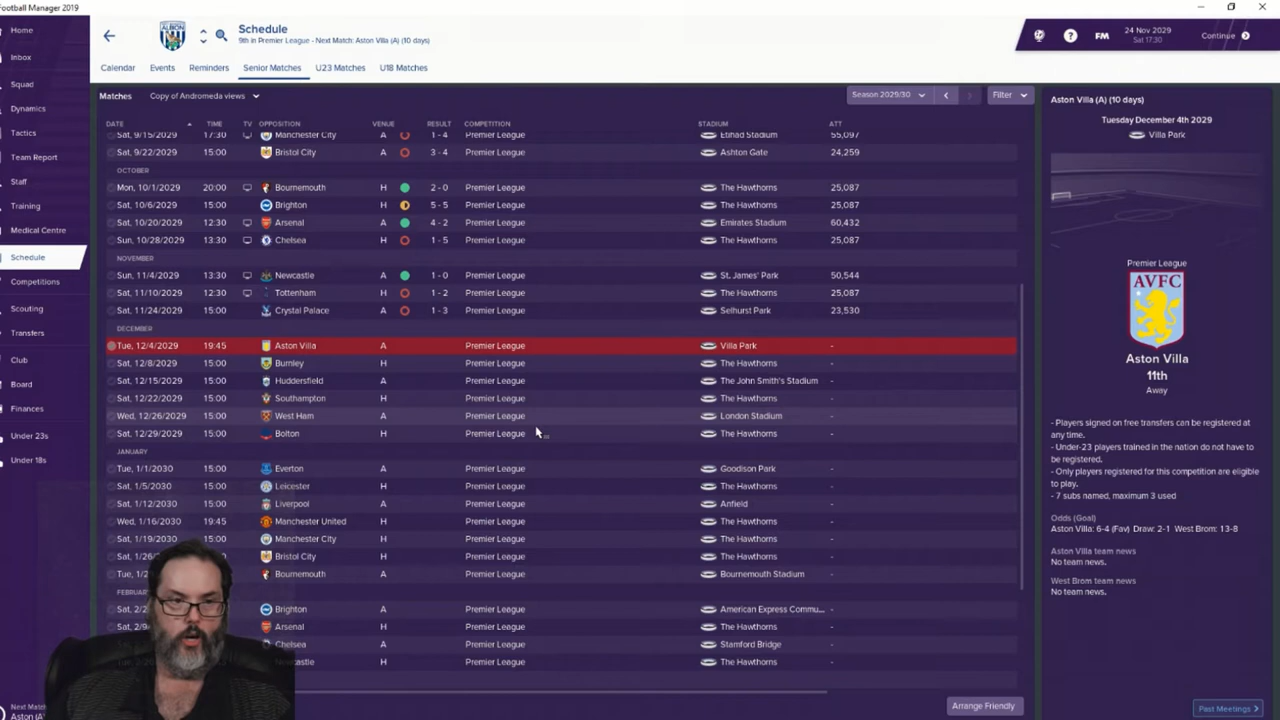 Football Manager 2019
Home
Inbox
Squad
Dynamics
Tactics
Team Report
Staff
Training
Medical Centre
Schedule
Competitions
Scouting
Transfers
Club
Board
Finances
Under 23s
Under 18s
Next Match
Aston (A)
ALBION
Schedule
9th in Premier League - Next Match: Aston Villa (A) (10 days)
FM
24 Nov 2029
Sat 17:30
Continue
Calendar Events Reminders Senior Matches U23 Matches U18 Matches
Matches Copy of Andromeda views Season 2029/30 Filter
DATE TIME TV OPPOSITION VENUE RESULT COMPETITION STADIUM ATT
Sat, 9/15/2029 17:30 Manchester City A 1 - 4 Premier League Etihad Stadium 55,097
Sat, 9/22/2029 15:00 Bristol City A 3 - 4 Premier League Ashton Gate 24,259
OCTOBER
Mon, 10/1/2029 20:00 Bournemouth H 2 - 0 Premier League The Hawthorns 25,087
Sat, 10/6/2029 15:00 Brighton H 5 - 5 Premier League The Hawthorns 25,087
Sat, 10/20/2029 12:30 Arsenal A 4 - 2 Premier League Emirates Stadium 60,432
Sun, 10/28/2029 13:30 Chelsea H 1 - 5 Premier League The Hawthorns 25,087
NOVEMBER
Sun, 11/4/2029 13:30 Newcastle A 1 - 0 Premier League St. James' Park 50,544
Sat, 11/10/2029 12:30 Tottenham H 1 - 2 Premier League The Hawthorns 25,087
Sat, 11/24/2029 15:00 Crystal Palace A 1 - 3 Premier League Selhurst Park 23,530
DECEMBER
Tue, 12/4/2029 19:45 Aston Villa A Premier League Villa Park -
Sat, 12/8/2029 15:00 Burnley H Premier League The Hawthorns -
Sat, 12/15/2029 15:00 Huddersfield A Premier League The John Smith's Stadium -
Sat, 12/22/2029 15:00 Southampton H Premier League The Hawthorns -
Wed, 12/26/2029 15:00 West Ham A Premier League London Stadium -
Sat, 12/29/2029 15:00 Bolton H Premier League The Hawthorns -
JANUARY
Tue, 1/1/2030 15:00 Everton A Premier League Goodison Park -
Sat, 1/5/2030 15:00 Leicester H Premier League The Hawthorns -
Sat, 1/12/2030 15:00 Liverpool A Premier League Anfield -
Wed, 1/16/2030 19:45 Manchester United H Premier League The Hawthorns -
Sat, 1/19/2030 15:00 Manchester City H Premier League The Hawthorns -
Sat, 1/26 15:00 Bristol City H Premier League The Hawthorns -
Tue, 1/2 15:00 Bournemouth A Premier League Bournemouth Stadium -
FEBRUAR
Sat, 2/2 Brighton A Premier League American Express Commu... -
Sat, 2/9 Arsenal H Premier League The Hawthorns -
Chelsea A Premier League Stamford Bridge -
castle H Premier League The Hawthorns -
Arrange Friendly
Aston Villa (A) (10 days)
Tuesday December 4th 2029
Villa Park
Premier League
AVFC
Aston Villa
11th
Away
- Players signed on free transfers can be registered at
any time.
- Under-23 players trained in the nation do not have to
be registered.
- Only players registered for this competition are eligible
to play.
- 7 subs named, maximum 3 used
Odds (Goal)
Aston Villa: 6-4 (Fav) Draw: 2-1 West Brom: 13-8
Aston Villa team news
No team news.
West Brom team news
No team news.
Past Meetings